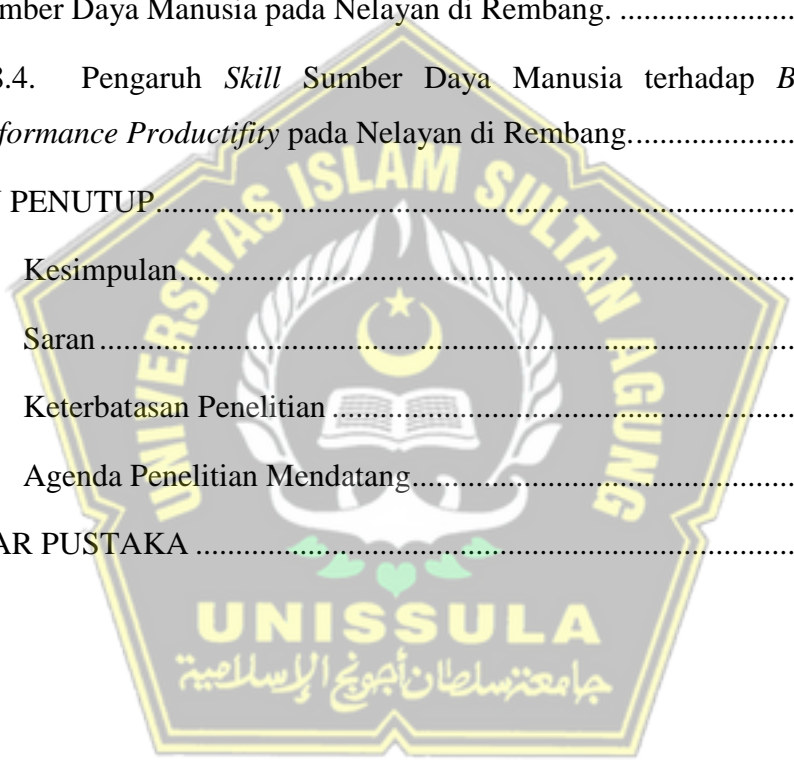 mber Daya Manusia pada Nelayan di Rembang. ....................
3.4. Pengaruh Skill Sumber Daya Manusia terhadap B
formance Productifity pada Nelayan di Rembang. ...................
PENUTUP...............................................................................
Kesimpulan............................................................................
Saran......................................................................................
Keterbatasan Penelitian .........................................................
Agenda Penelitian Mendatang...............................................
AR PUSTAKA ..........................................................................
UNIVERSITAS ISLAM SULTAN AGUNG
UNISSULA
جامعتنسلطان أجونج الإسلامية